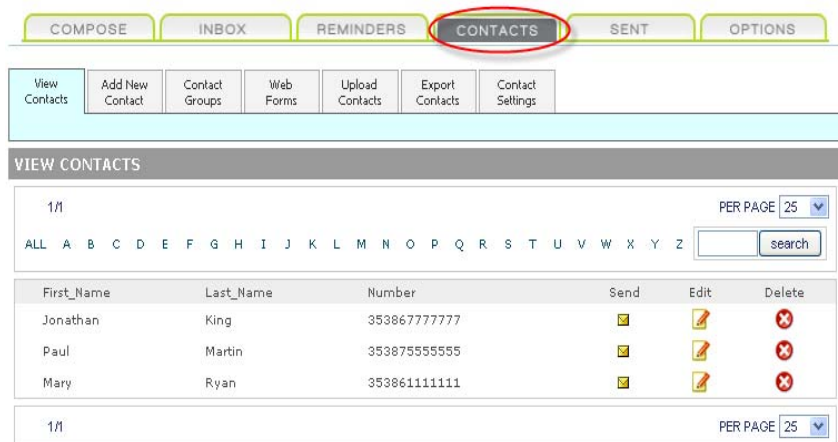 COMPOSE INBOX REMINDERS CONTACTS SENT OPTIONS
View Contacts Add New Contact Contact Groups Web Forms Upload Contacts Export Contacts Contact Settings
VIEW CONTACTS
1/1 PER PAGE 25
ALL A B C D E F G H I J K L M N O P Q R S T U V W X Y Z search
First_Name Last_Name Number Send Edit Delete
Jonathan King 353867777777
Paul Martin 353875555555
Mary Ryan 353861111111
1/1 PER PAGE 25